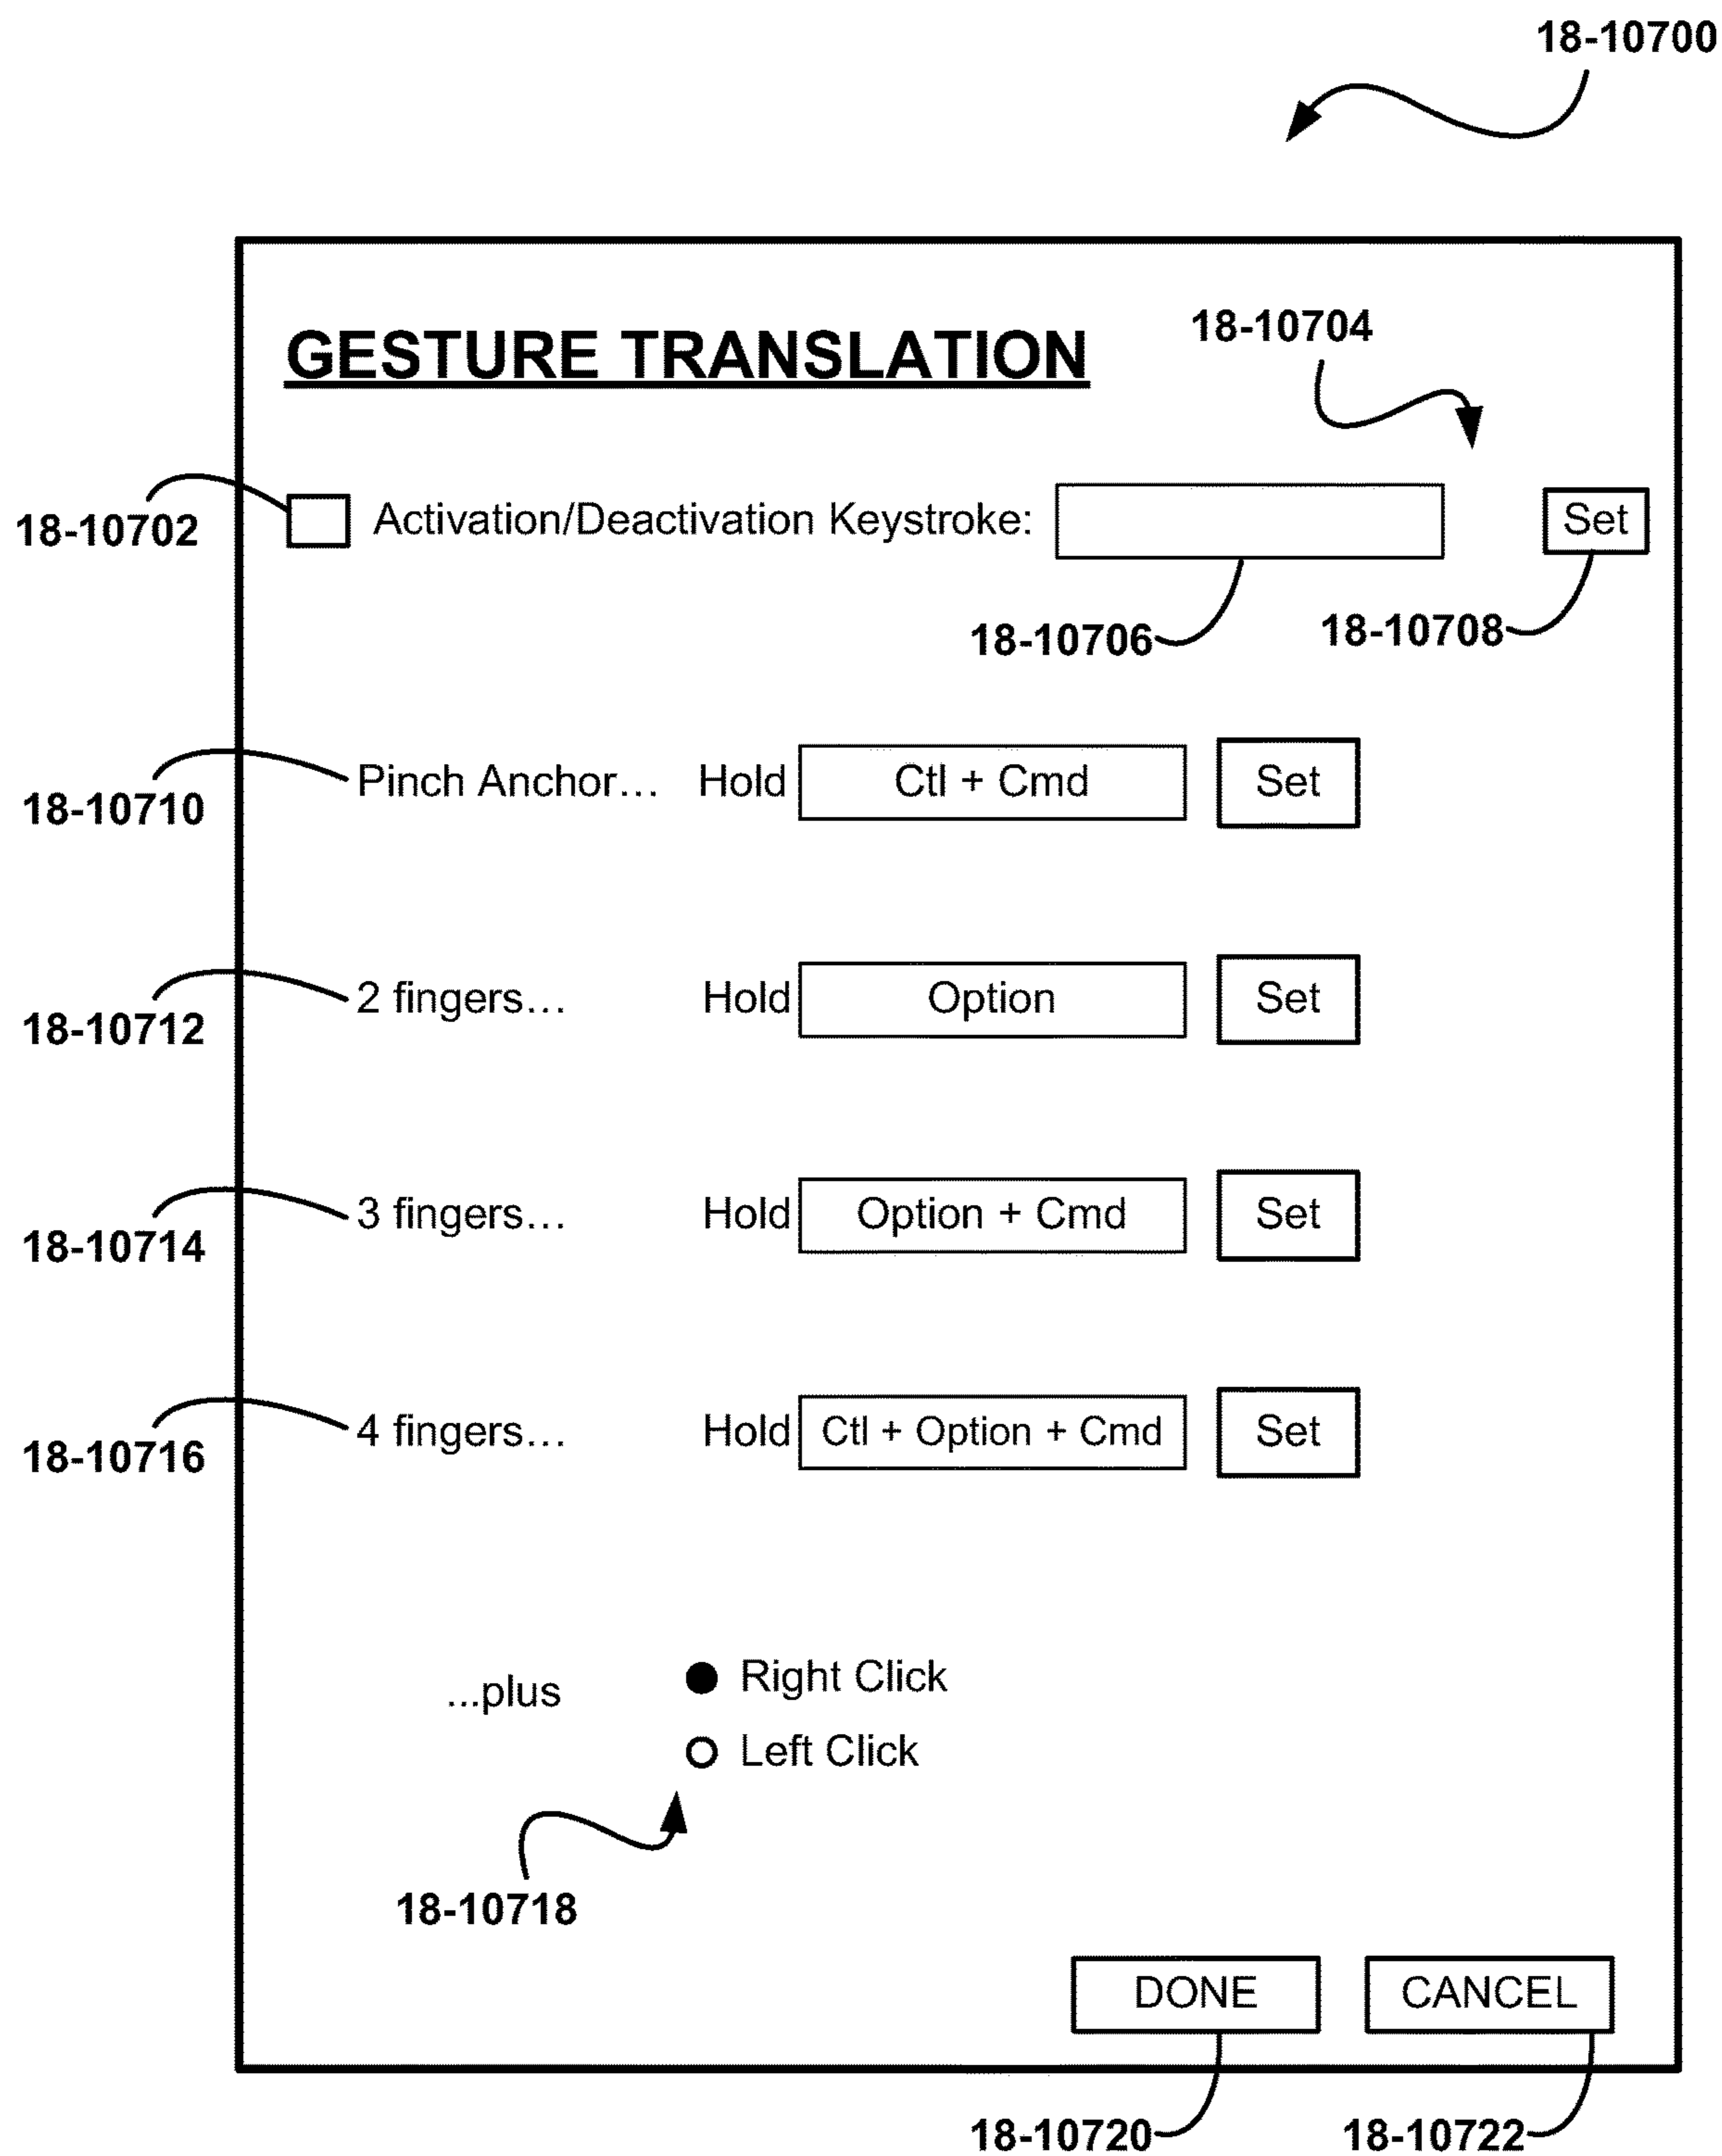 18-10700
GESTURE TRANSLATION
18-10704
18-10702
Activation/Deactivation Keystroke:
Set
18-10706
18-10708
18-10710
Pinch Anchor... Hold Ctl + Cmd Set
18-10712
2 fingers... Hold Option Set
18-10714
3 fingers... Hold Option + Cmd Set
18-10716
4 fingers... Hold Ctl + Option + Cmd Set
...plus
Right Click
Left Click
18-10718
DONE CANCEL
18-10720
18-10722